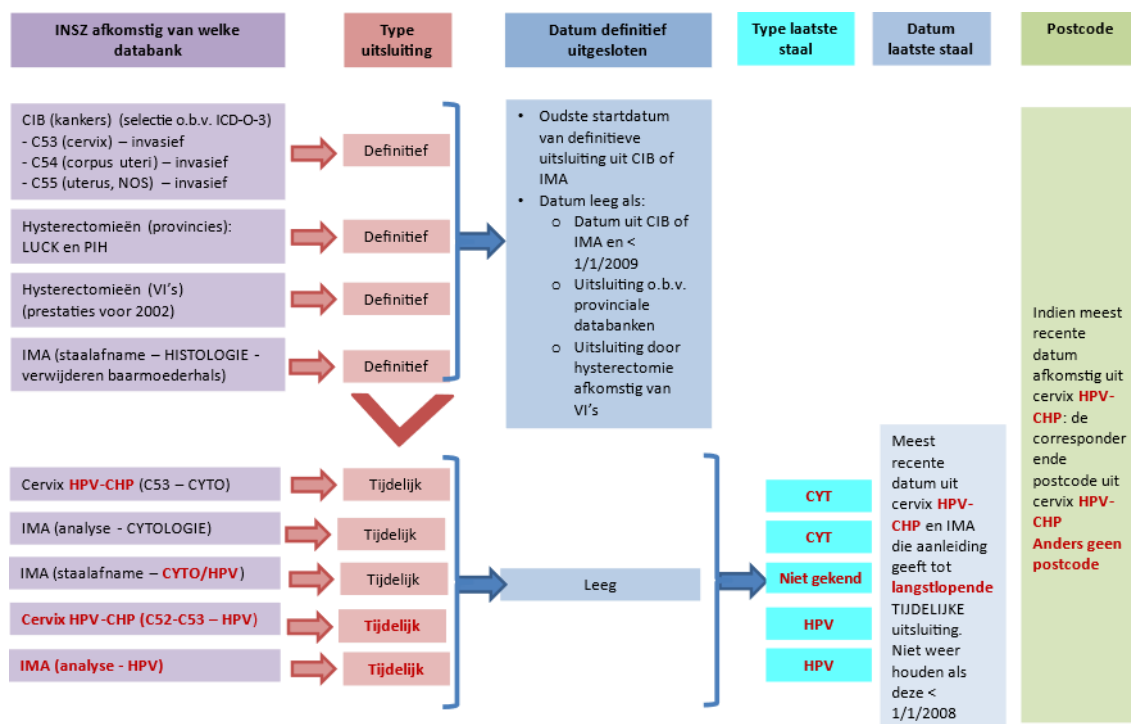 INSZ afkomstig van welke
databank
Type
uitsluiting
Datum definitief
uitgesloten
Type laatste
staal
Datum
laatste staal
Postcode
CIB (kankers) (selectie o.b.v. ICD-O-3)
- C53 (cervix) – invasief
- C54 (corpus uteri) – invasief
- C55 (uterus, NOS) – invasief
Definitief
Hysterectomieën (provincies):
LUCK en PIH
Definitief
Hysterectomieën (VI's)
(prestaties voor 2002)
Definitief
IMA (staalafname – HISTOLOGIE -
verwijderen baarmoederhals)
Definitief
• Oudste startdatum
van definitieve
uitsluiting uit CIB of
IMA
• Datum leeg als:
o Datum uit CIB of
IMA en <
1/1/2009
o Uitsluiting o.b.v.
provinciale
databanken
o Uitsluiting door
hysterectomie
afkomstig van
VI's
Cervix HPV-CHP (C53 – CYTO)
Tijdelijk
IMA (analyse - CYTOLOGIE)
Tijdelijk
IMA (staalafname – CYTO/HPV)
Tijdelijk
Cervix HPV-CHP (C52-C53 – HPV)
Tijdelijk
IMA (analyse - HPV)
Tijdelijk
Leeg
CYT
CYT
Niet gekend
HPV
HPV
Meest
recente
datum uit
cervix HPV-
CHP en IMA
die aanleiding
geeft tot
langstlopende
TIJDELIJKE
uitsluiting.
Niet weer
houden als
deze <
1/1/2008
Indien meest
recente
datum
afkomstig uit
cervix HPV-
CHP: de
corresponder
ende
postcode uit
cervix HPV-
CHP
Anders geen
postcode